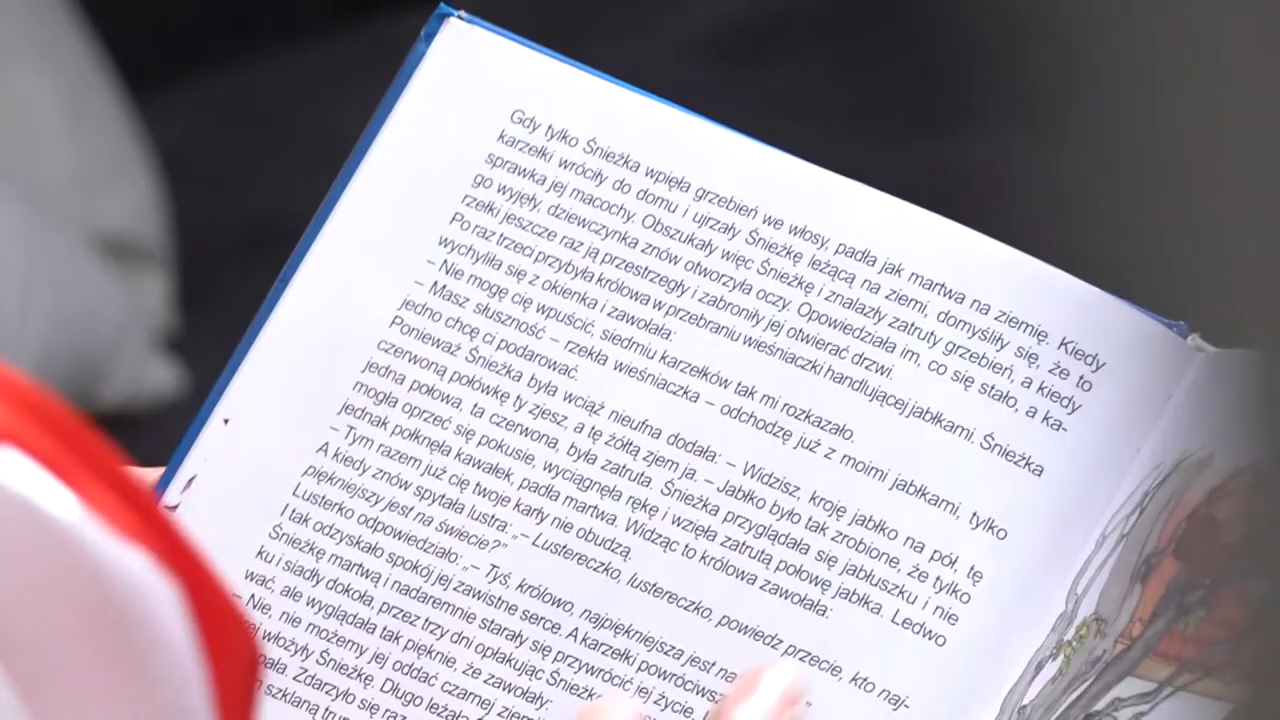 Gdy tylko Śnieżka wpięła grzebień we włosy, padła jak martwa na ziemię. Kiedy
karzełki wróciły do domu i ujrzały Śnieżkę leżącą na ziemi, domyśliły się, że to
sprawka jej macochy. Obszukały więc Śnieżkę i znalazły zatruty grzebień, a kiedy
go wyjęły, dziewczynka znów otworzyła oczy. Opowiedziała im, co się stało, a ka-
rzełki jeszcze raz ją przestrzegły i zabroniły jej otwierać drzwi.
Po raz trzeci przybyła królowa w przebraniu wieśniaczki handlującej jabłkami. Śnieżka
wychyliła się z okienka i zawołała:
– Nie mogę cię wpuścić, siedmiu karzełków tak mi rozkazało.
– Masz słuszność – rzekła wieśniaczka – odchodzę już z moimi jabłkami, tylko
jedno chcę ci podarować.
Ponieważ Śnieżka była wciąż nieufna dodała: – Widzisz, kroję jabłko na pół, tę
czerwoną połówkę ty zjesz, a tę żółtą zjem ja. – Jabłko było tak zrobione, że tylko
jedna połowa, ta czerwona, była zatruta. Śnieżka przyglądała się jabłuszku i nie
mogła oprzeć się pokusie, wyciągnęła rękę i wzięła zatrutą połowę jabłka. Ledwo
jednak połknęła kawałek, padła martwa. Widząc to królowa zawołała:
– Tym razem już cię twoje karły nie obudzą.
A kiedy znów spytała lustra: „– Lustereczko, lustereczko, powiedz przecie, kto naj-
piękniejszy jest na świecie?"
Lusterko odpowiedziało: „– Tyś, królowo, najpiękniejsza jest na
I tak odzyskało spokój jej zawistne serce. A karzełki powróciwsz
Śnieżkę martwą i nadaremnie starały się przywrócić jej życie.
ku i siadły dokoła, przez trzy dni opłakując Śnieżk
wać, ale wyglądała tak pięknie, że zawołały:
– Nie, nie możemy jej oddać czarnej ziem
ej włożyły Śnieżkę. Długo leżała
pała. Zdarzyło się raz
szklaną tru